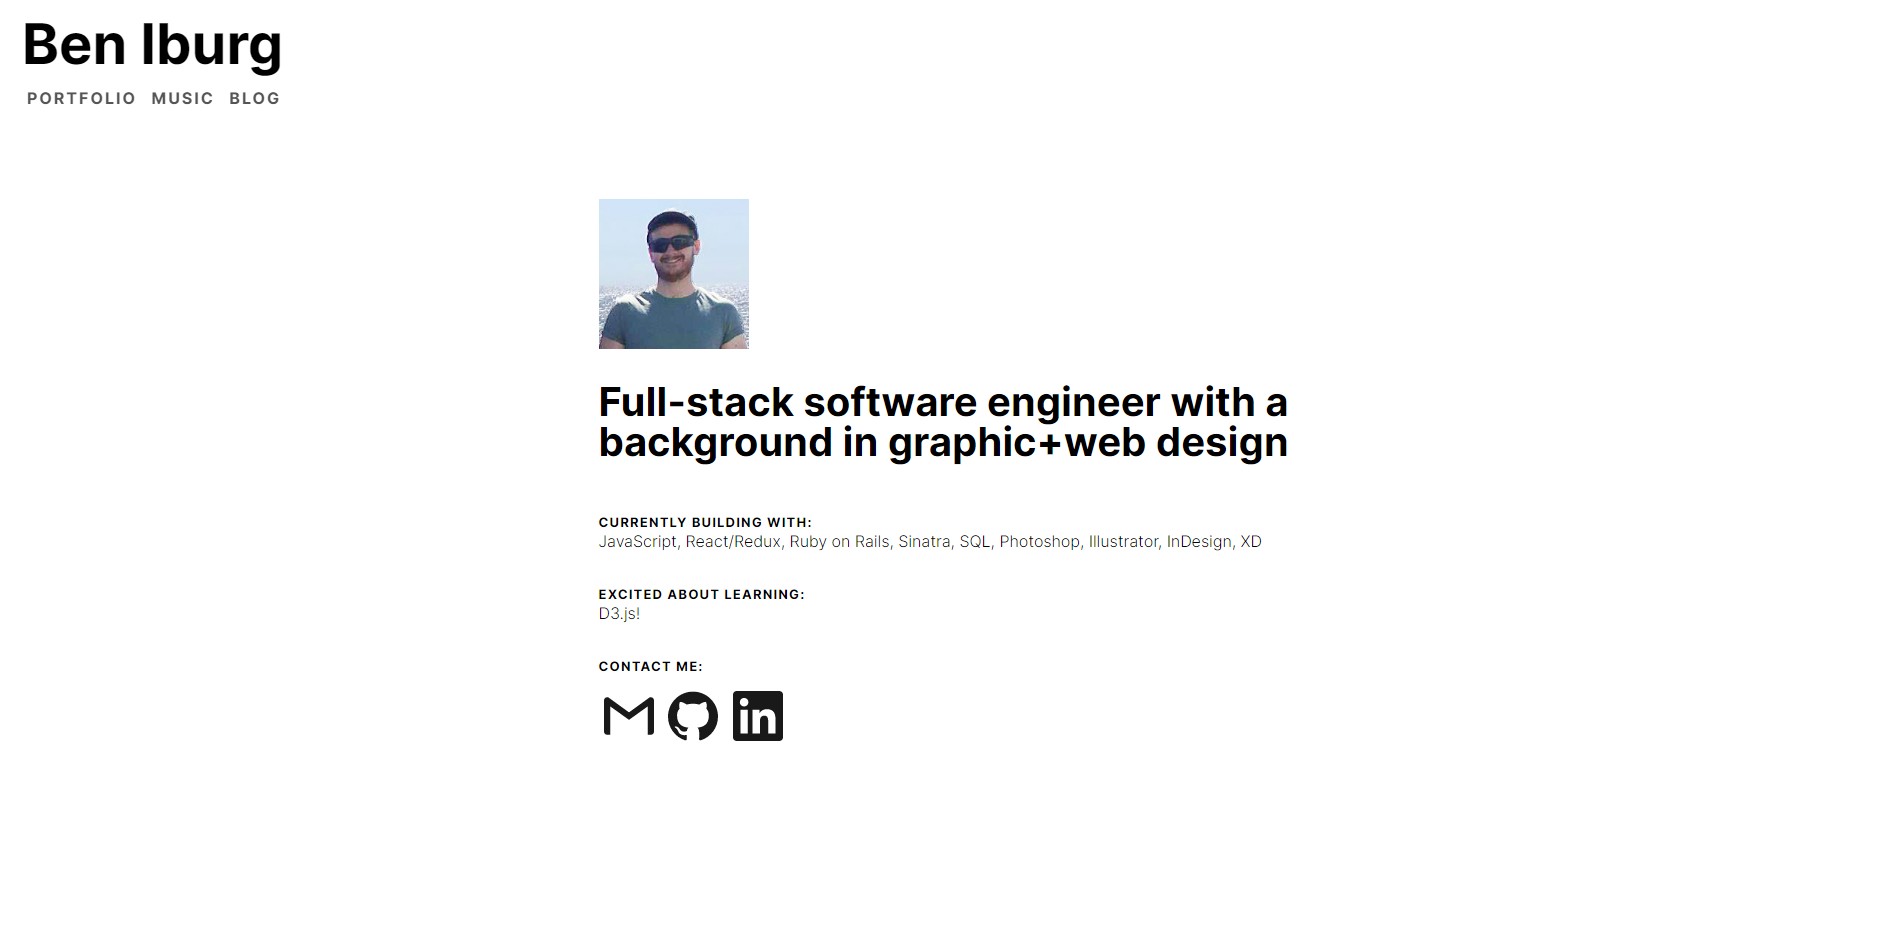 Ben Iburg
PORTFOLIO MUSIC BLOG
Full-stack software engineer with a
background in graphic+web design
CURRENTLY BUILDING WITH:
JavaScript, React/Redux, Ruby on Rails, Sinatra, SQL, Photoshop, Illustrator, InDesign, XD
EXCITED ABOUT LEARNING:
D3.js!
CONTACT ME:
in